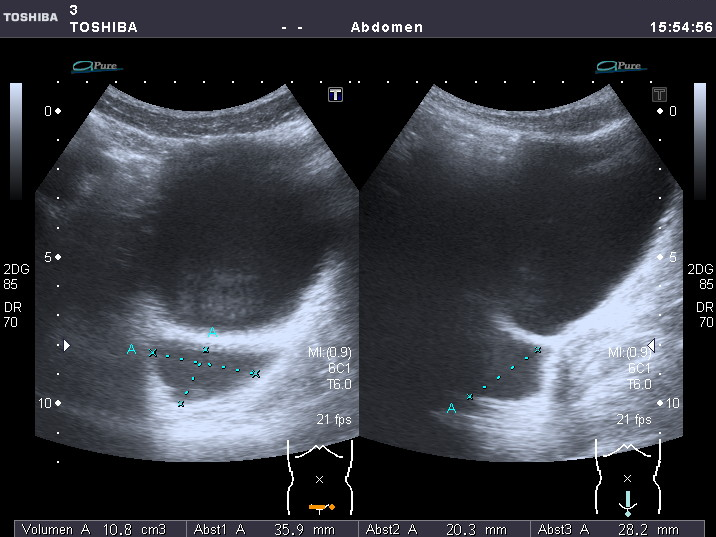 TOSHIBA
3
TOSHIBA - - Abdomen 15:54:56
aPure
aPure
T
T
0
0
5
5
10
10
2DG
85
DR
70
2DG
85
DR
70
A
A
A
MI:(0.9)
6C1
T6.0
21 fps
MI:(0.9)
6C1
T6.0
21 fps
Volumen A 10.8 cm3 Abst1 A 35.9 mm Abst2 A 20.3 mm Abst3 A 28.2 mm